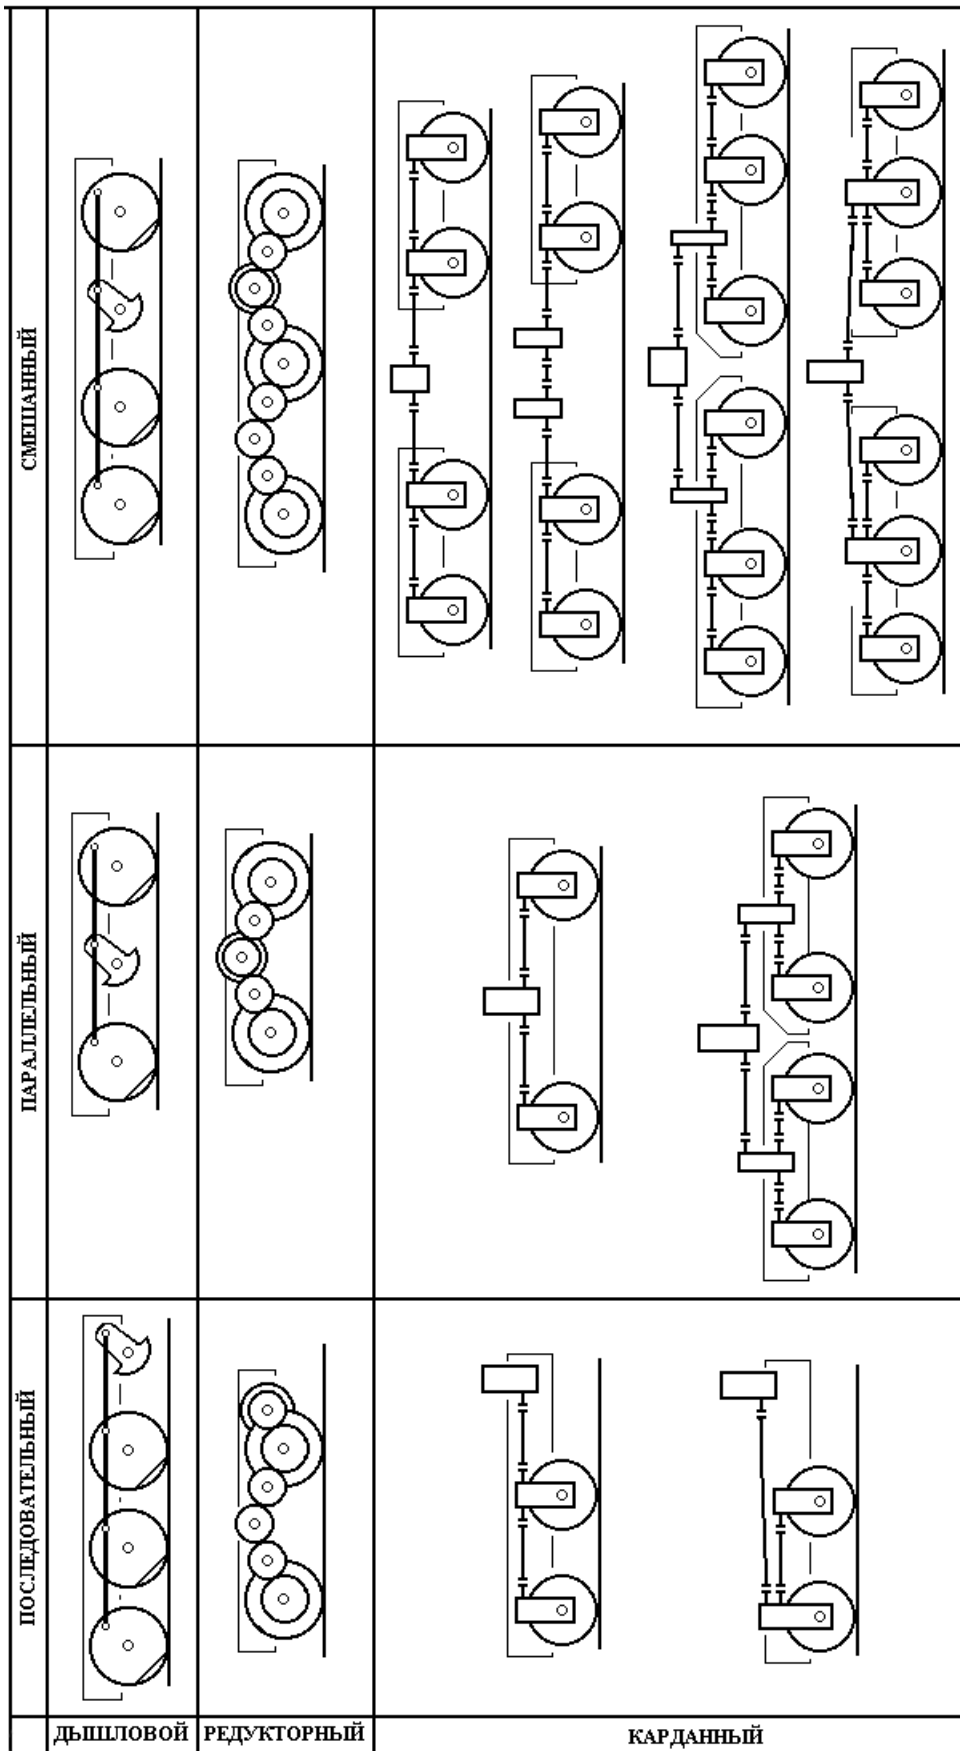 СМЕШАННЫЙ
ПАРАЛЛЕЛЬНЫЙ
ПОСЛЕДОВАТЕЛЬНЫЙ
ДЫШЛОВОЙ
РЕДУКТОРНЫЙ
КАРДАННЫЙ